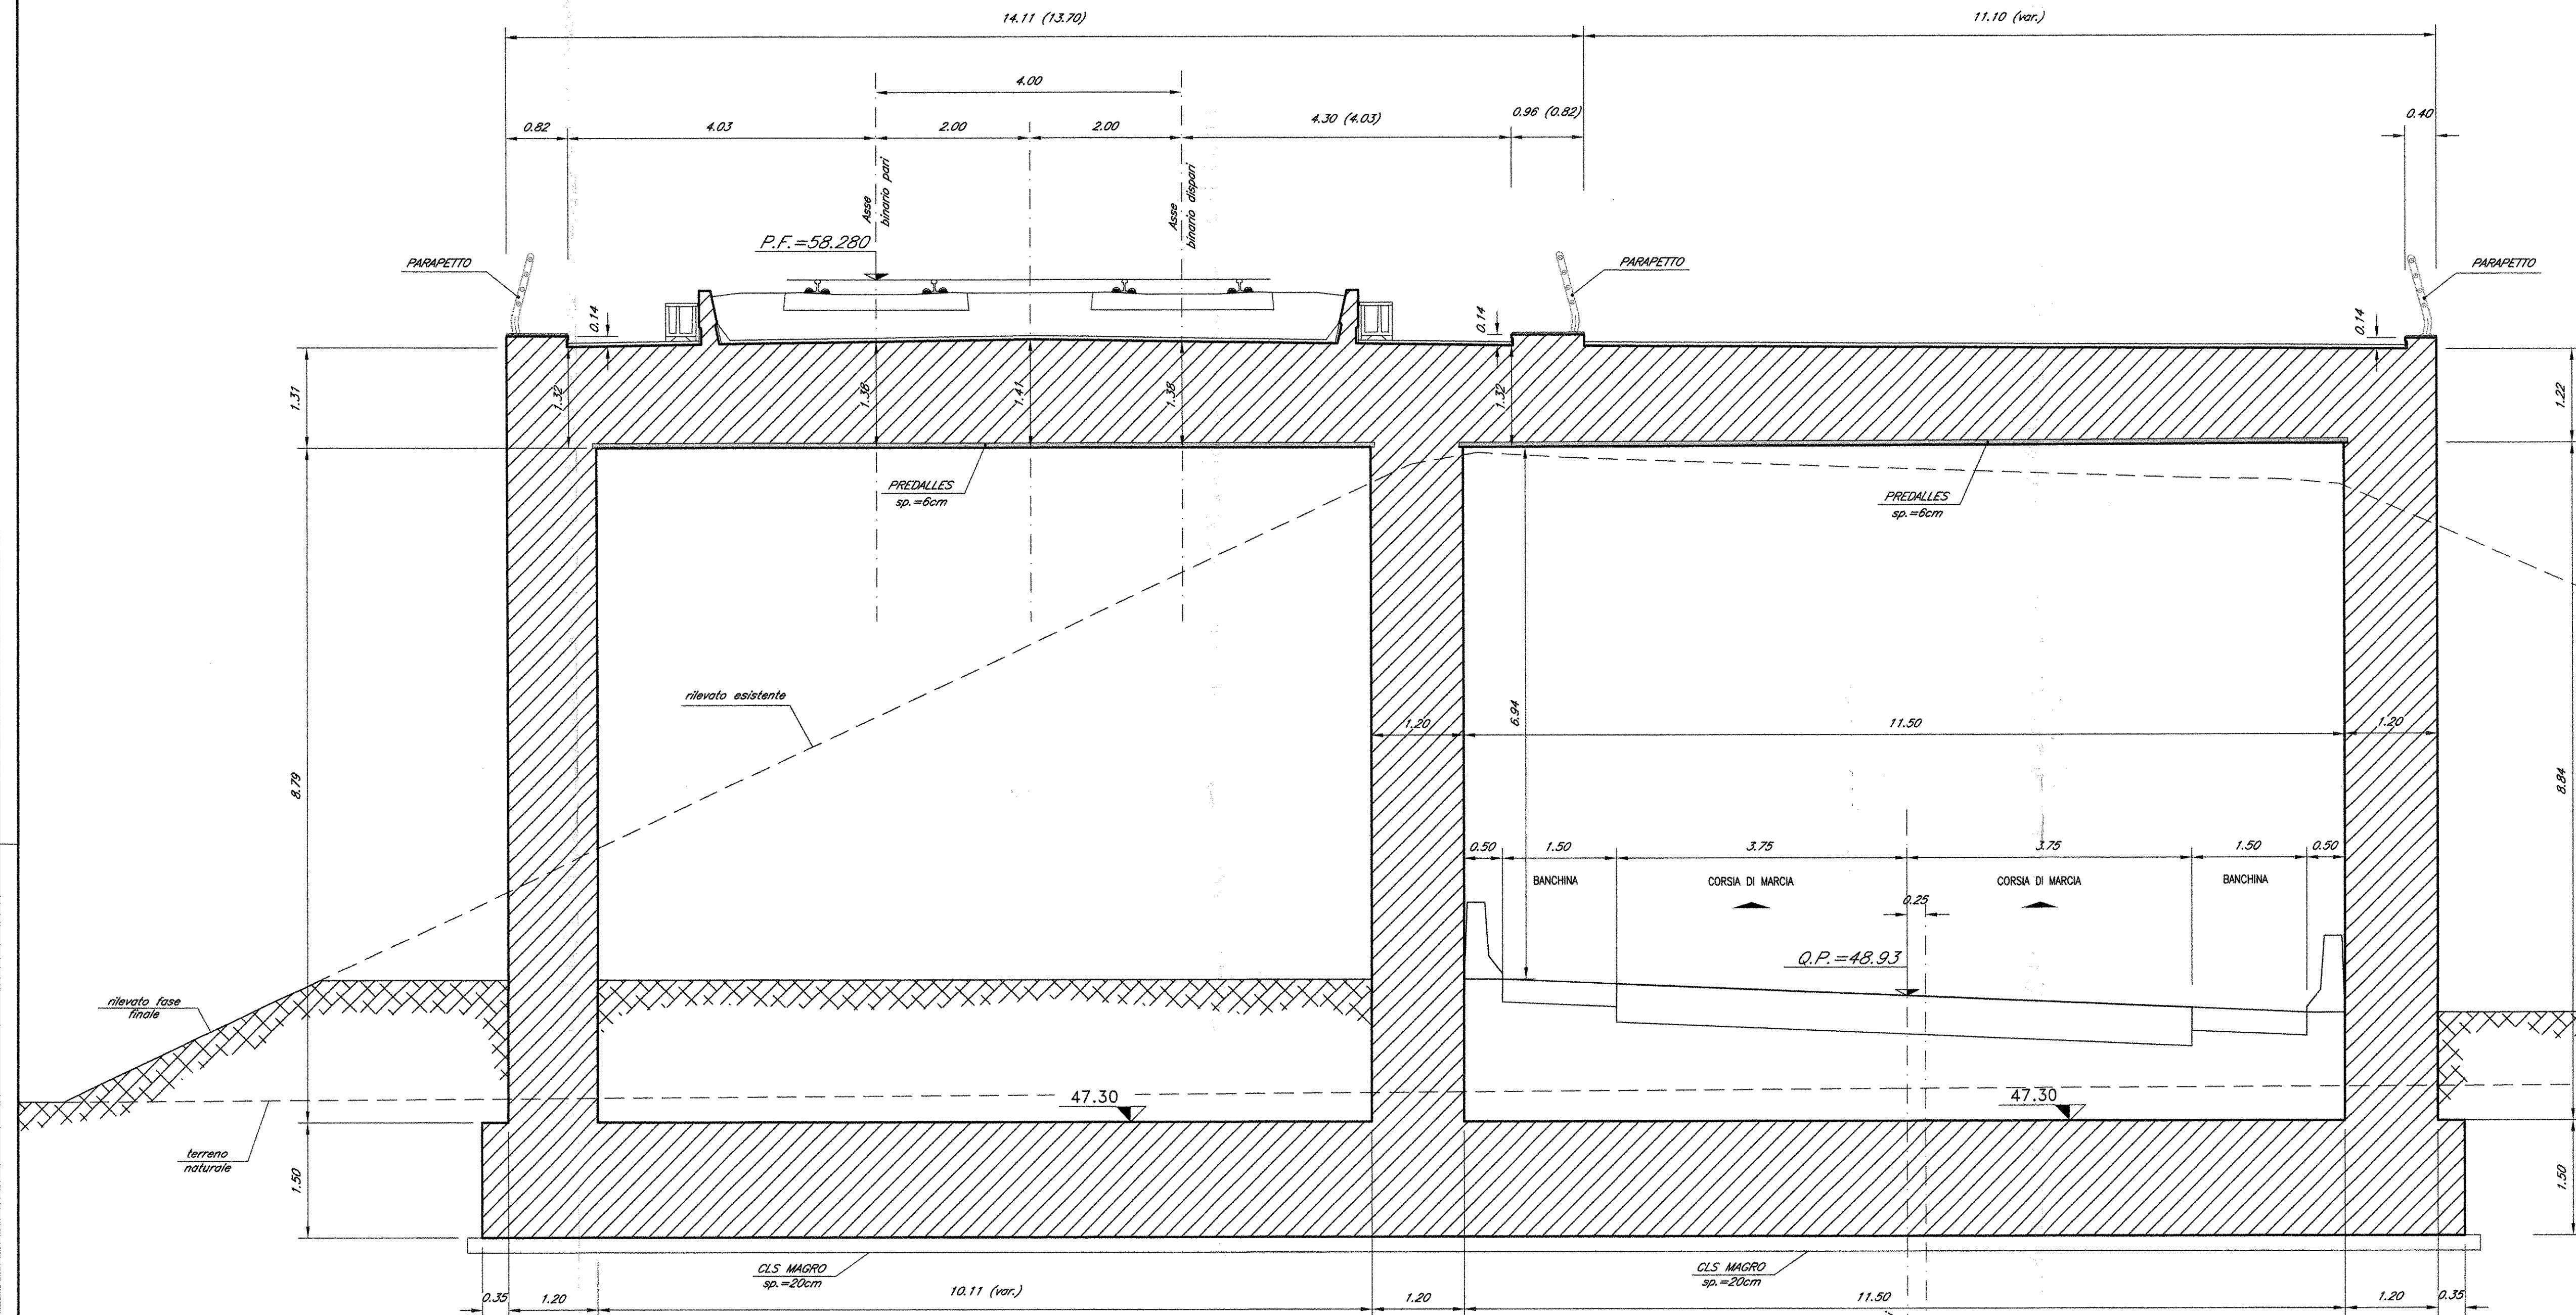 14.11 (13.70)
11.10 (var.)
4.00
0.82
4.03
2.00
2.00
4.30 (4.03)
0.96 (0.82)
0.40
Asse
binario pari
Asse
binario dispari
P.F.=58.280
PARAPETTO
PARAPETTO
PARAPETTO
0.14
0.14
0.14
1.31
1.32
1.38
1.41
1.38
1.32
1.22
PREDALLES
sp.=6cm
PREDALLES
sp.=6cm
rilevato esistente
6.94
1.20
11.50
1.20
8.79
8.84
0.50
1.50
3.75
3.75
1.50
0.50
BANCHINA
CORSIA DI MARCIA
CORSIA DI MARCIA
BANCHINA
0.25
Q.P.=48.93
rilevato fase
finale
47.30
47.30
terreno
naturale
1.50
1.50
CLS MAGRO
sp.=20cm
CLS MAGRO
sp.=20cm
0.35
1.20
10.11 (var.)
1.20
11.50
1.20
0.35